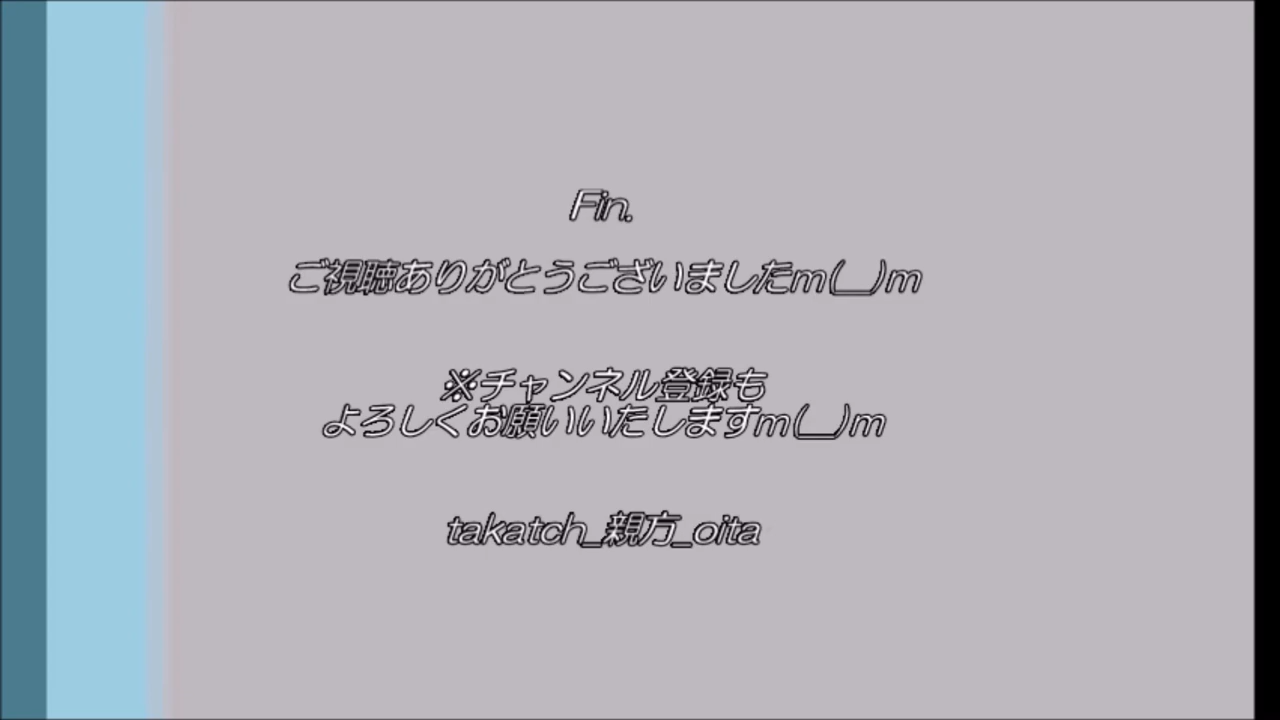 Fin.
ご視聴ありがとうございましたm(__)m
※チャンネル登録も
よろしくお願いいたしますm(__)m
takatch_親方_oita